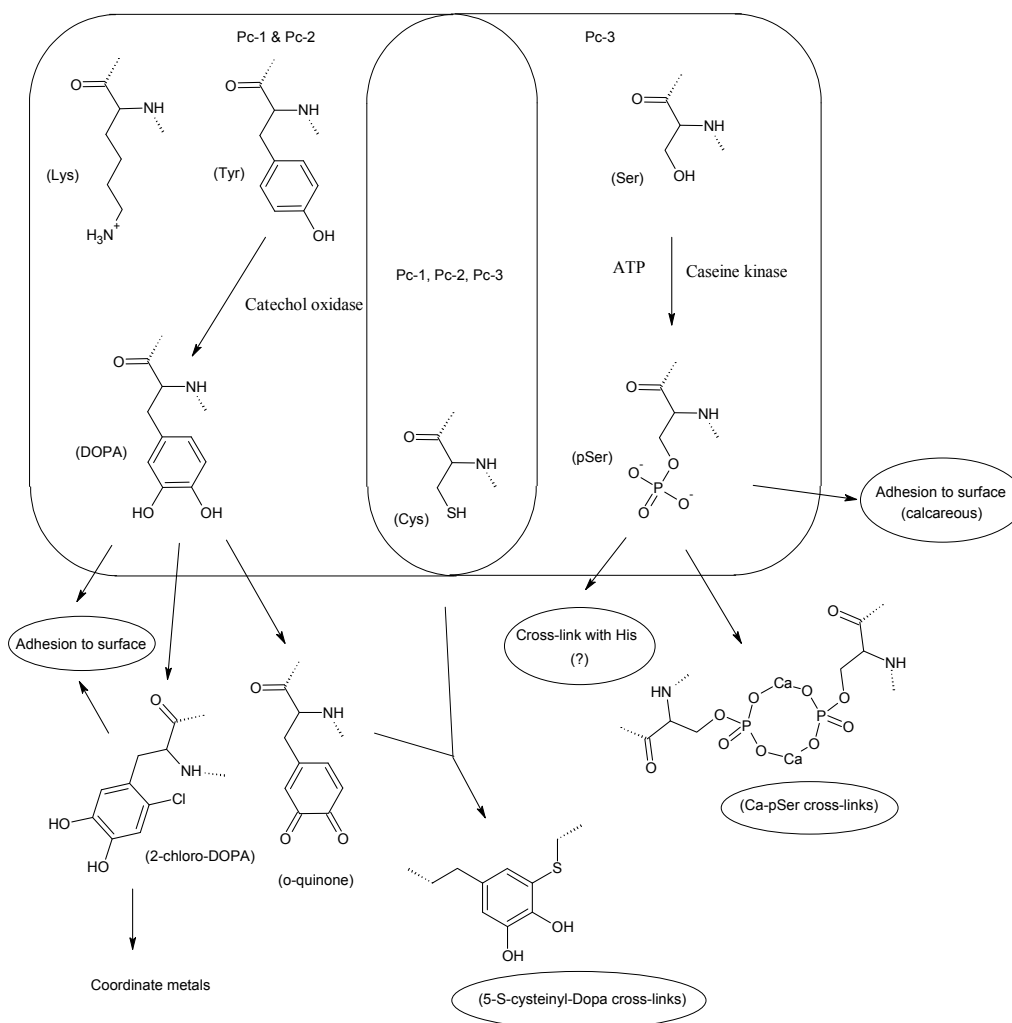 Pc-1 & Pc-2
Pc-3
O
NH
(Lys)
H3N+
O
NH
(Tyr)
OH
O
NH
(Ser)
OH
Catechol oxidase
Pc-1, Pc-2, Pc-3
ATP
Caseine kinase
O
NH
(DOPA)
HO
OH
O
NH
(Cys)
SH
O
NH
(pSer)
O
O-
P
O-
O
Adhesion to surface
(calcareous)
Adhesion to surface
Cross-link with His
(?)
O
NH
Cl
HO
HO
(2-chloro-DOPA)
O
NH
O
O
(o-quinone)
O
NH
O
Ca
O
O
P
O
HN
O
P
O
O
O
Ca
O
O
(Ca-pSer cross-links)
S
OH
OH
(5-S-cysteinyl-Dopa cross-links)
Coordinate metals